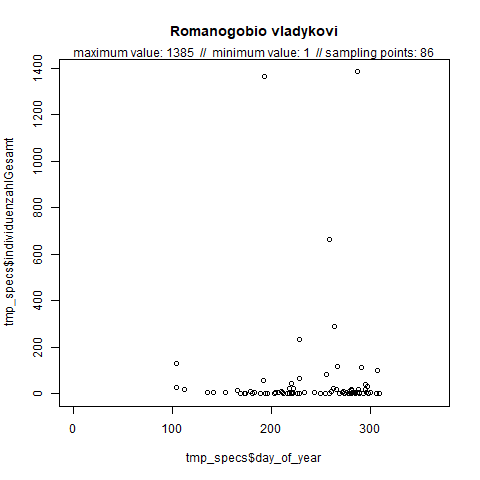 Romanogobio vladykovi
maximum value: 1385 // minimum value: 1 // sampling points: 86
tmp_specs$individuenzahlGesamt
1400
1200
1000
800
600
400
200
0
0 100 200 300
tmp_specs$day_of_year